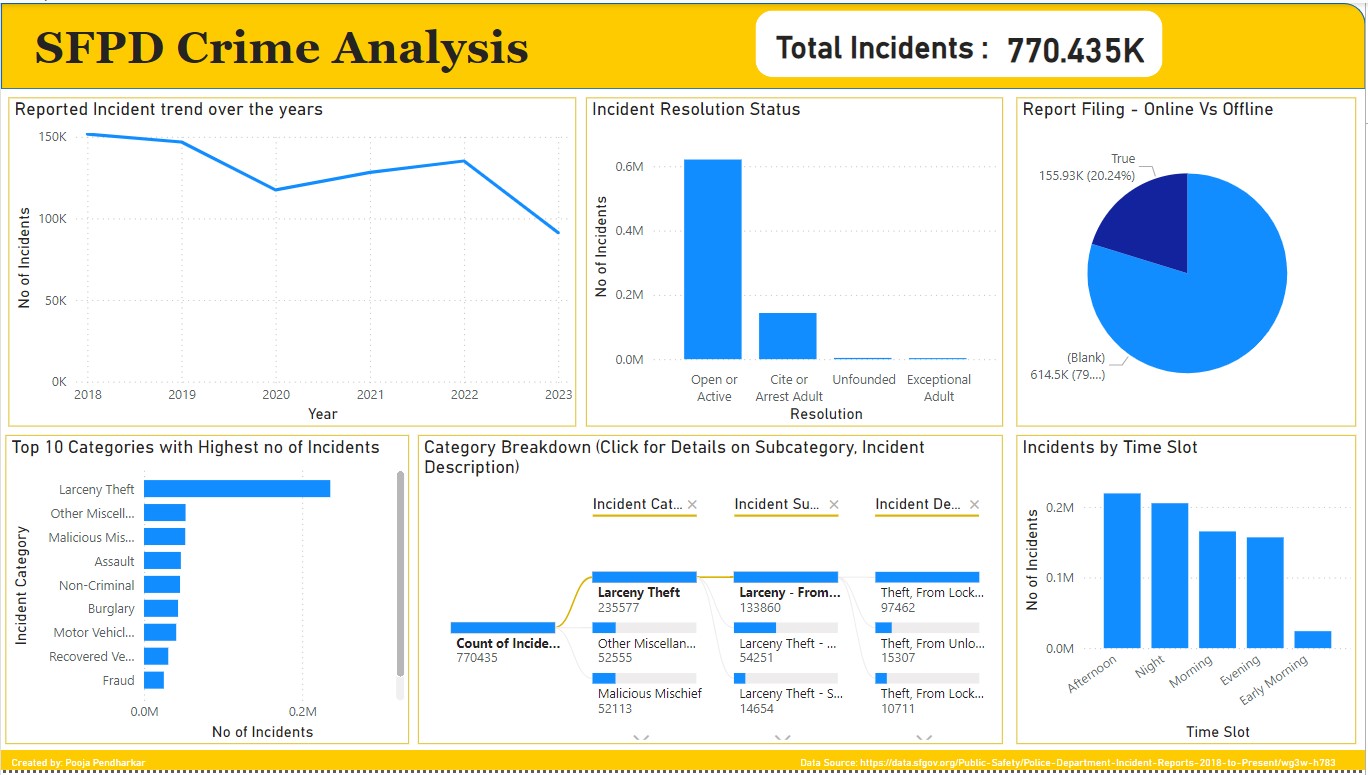 SFPD Crime Analysis
Total Incidents : 770.435K
Reported Incident trend over the years
150K
100K
50K
0K
No of Incidents
2018 2019 2020 2021 2022 2023
Year
Incident Resolution Status
0.6M
0.4M
0.2M
0.0M
No of Incidents
Open or Active
Cite or Arrest Adult
Unfounded
Exceptional Adult
Resolution
Report Filing - Online Vs Offline
True
155.93K (20.24%)
(Blank)
614.5K (79....)
Top 10 Categories with Highest no of Incidents
Incident Category
Larceny Theft
Other Miscell...
Malicious Mis...
Assault
Non-Criminal
Burglary
Motor Vehicl...
Recovered Ve...
Fraud
0.0M 0.2M
No of Incidents
Category Breakdown (Click for Details on Subcategory, Incident
Description)
Incident Cat... Incident Su... Incident De...
Count of Incide...
770435
Larceny Theft
235577
Other Miscellan...
52555
Malicious Mischief
52113
Larceny - From...
133860
Larceny Theft - ...
54251
Larceny Theft - S...
14654
Theft, From Lock...
97462
Theft, From Unlo...
15307
Theft, From Lock...
10711
Incidents by Time Slot
0.2M
0.1M
0.0M
No of Incidents
Afternoon
Night
Morning
Evening
Early Morning
Time Slot
Created by: Pooja Pendharkar
Data Source: https://data.sfgov.org/Public-Safety/Police-Department-Incident-Reports-2018-to-Present/wg3w-h783